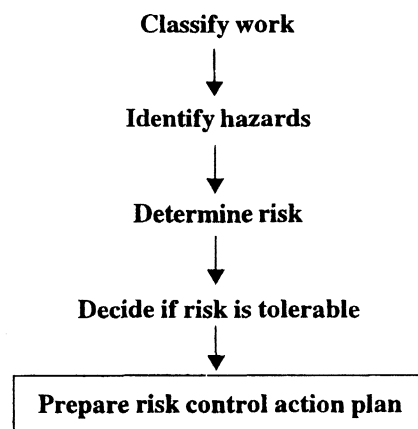 Classify work
Identify hazards
Determine risk
Decide if risk is tolerable
Prepare risk control action plan